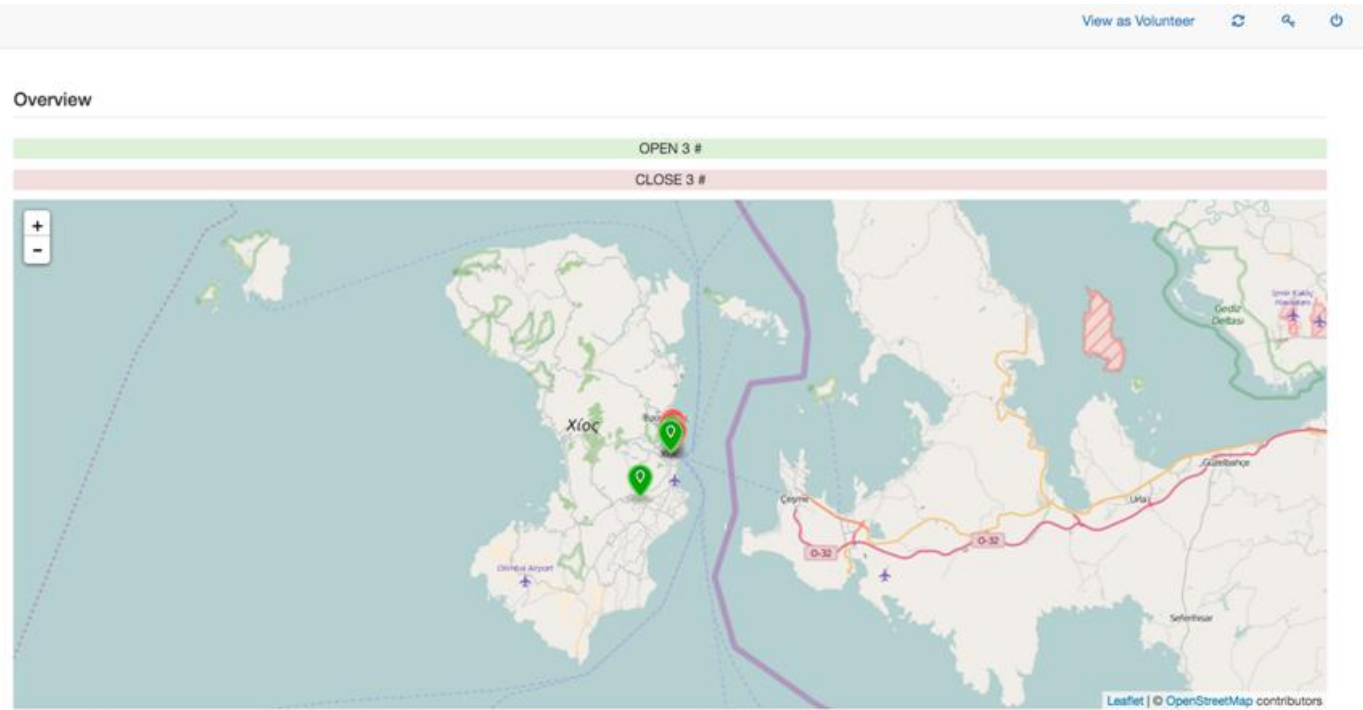 View as Volunteer
Overview
OPEN 3 #
CLOSE 3 #
+
-
Gediz
Deltası
Χίος
Güzelbahçe
Çeşme
Urla
O-32
O-32
Airport
Seferihisar
Leaflet | © OpenStreetMap contributors